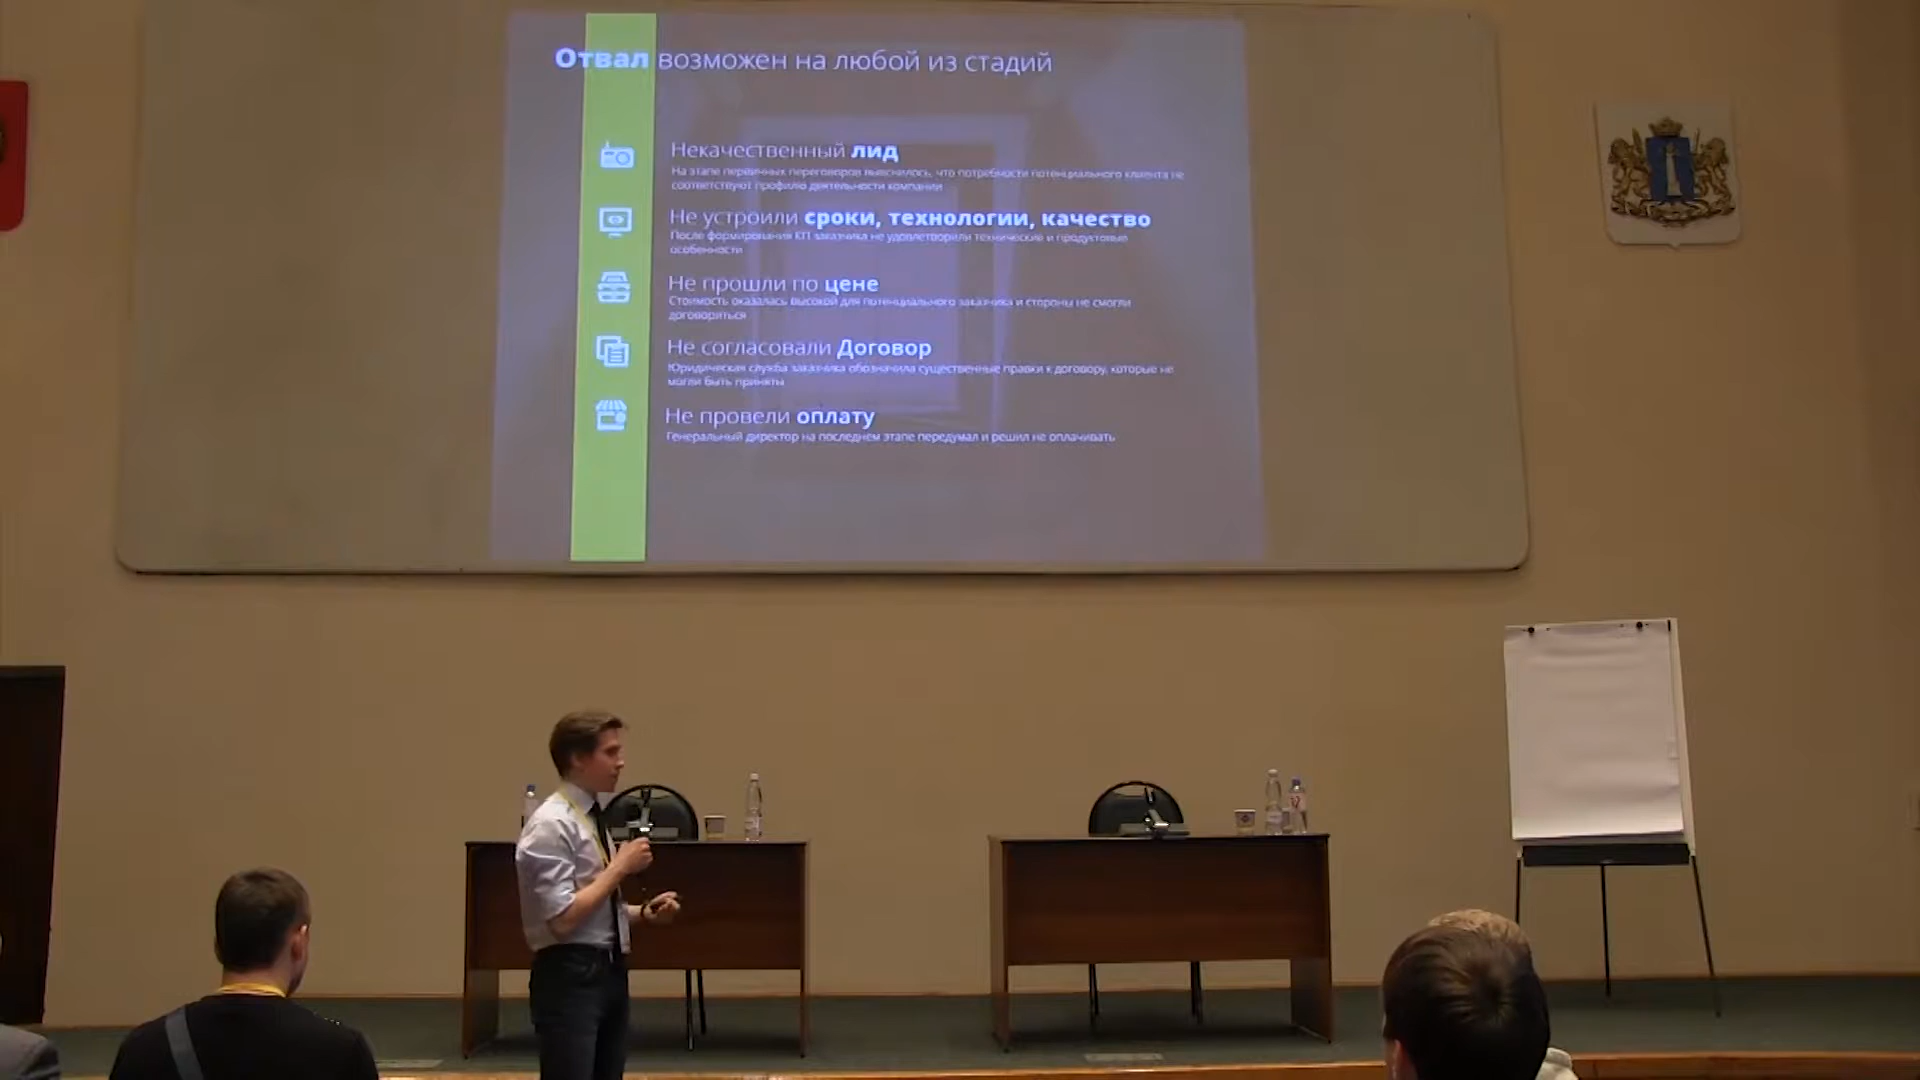 Отвал возможен на любой из стадий
Некачественный лид
На этапе первичных переговоров выяснилось, что потребности потенциального клиента не
соответствуют профилю деятельности компании
Не устроили сроки, технологии, качество
После формирования КП заказчика не удовлетворили технические и продуктовые
особенности
Не прошли по цене
Стоимость оказалась высокой для потенциального заказчика и стороны не смогли
договориться
Не согласовали Договор
Юридическая служба заказчика обозначила существенные правки к договору, которые не
могли быть приняты
Не провели оплату
Генеральный директор на последнем этапе передумал и решил не оплачивать